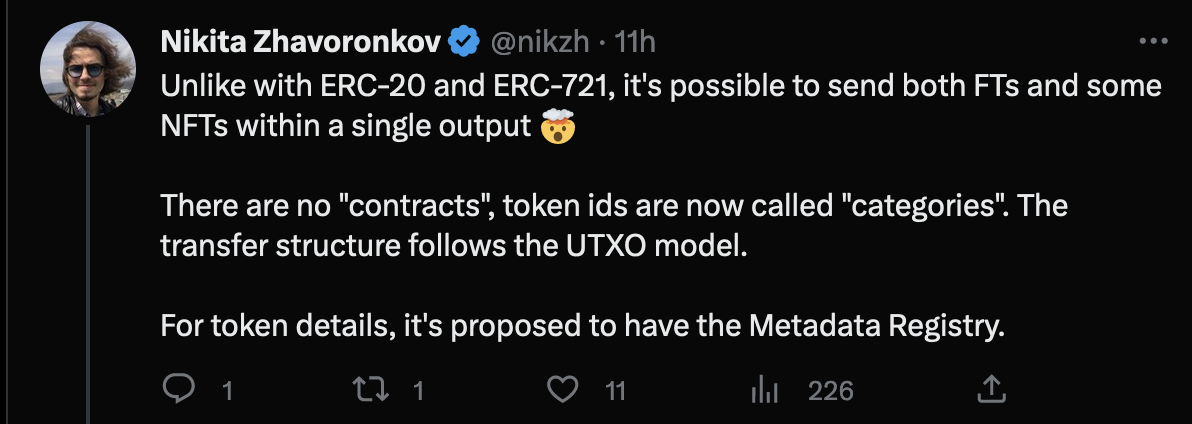 Nikita Zhavoronkov @nikzh · 11h
Unlike with ERC-20 and ERC-721, it's possible to send both FTs and some
NFTs within a single output 🤯
There are no "contracts", token ids are now called "categories". The
transfer structure follows the UTXO model.
For token details, it's proposed to have the Metadata Registry.
1 1 11 226